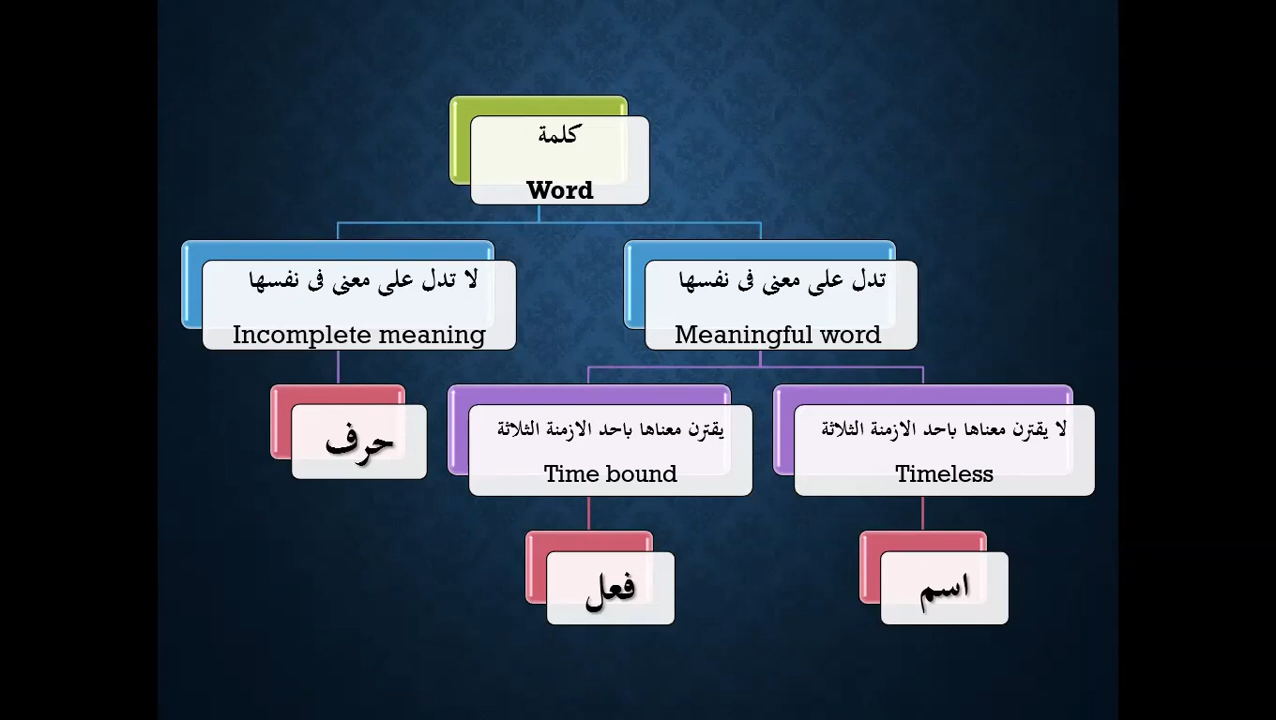 كلمة
Word
تدل على معنى فى نفسها
Meaningful word
لا تدل على معنى فى نفسها
Incomplete meaning
لا يقترن معناها باحد الازمنة الثلاثة
Timeless
يقترن معناها باحد الازمنة الثلاثة
Time bound
حرف
اسم
فعل